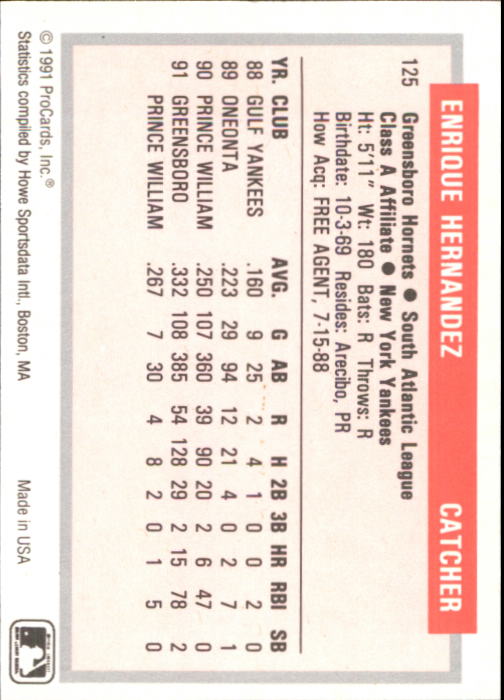 ENRIQUE HERNANDEZ CATCHER
125 Greensboro Hornets ● South Atlantic League
Class A Affiliate ● New York Yankees
Ht: 5'11" Wt: 180 Bats: R Throws: R
Birthdate: 10-3-69 Resides: Arecibo, PR
How Acq: FREE AGENT, 7-15-88
YR. CLUB AVG. G AB R H 2B 3B HR RBI SB
88 GULF YANKEES .160 9 25 2 4 1 0 0 2 0
89 ONEONTA .223 29 94 12 21 4 0 2 7 1
90 PRINCE WILLIAM .250 107 360 39 90 20 2 6 47 0
91 GREENSBORO .332 108 385 54 128 29 2 15 78 2
PRINCE WILLIAM .267 7 30 4 8 2 0 1 5 0
© 1991 ProCards, Inc.®
Statistics compiled by Howe Sportsdata Intl., Boston, MA Made in USA